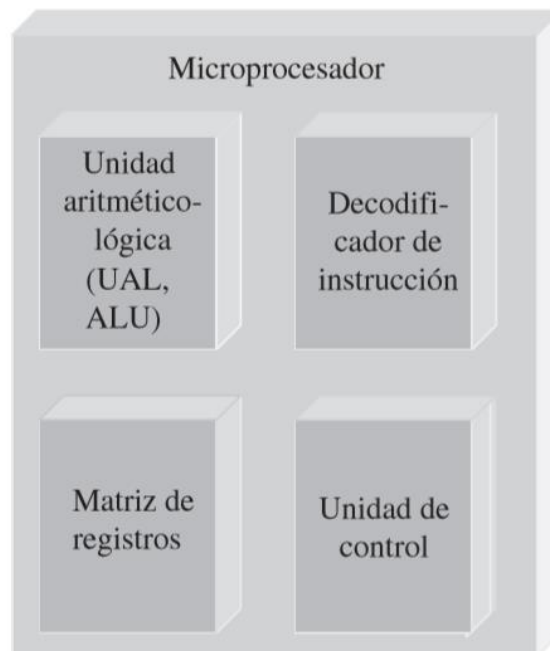 Microprocesador
Unidad
aritmético-
lógica
(UAL,
ALU)
Decodifi-
cador de
instrucción
Matriz de
registros
Unidad de
control